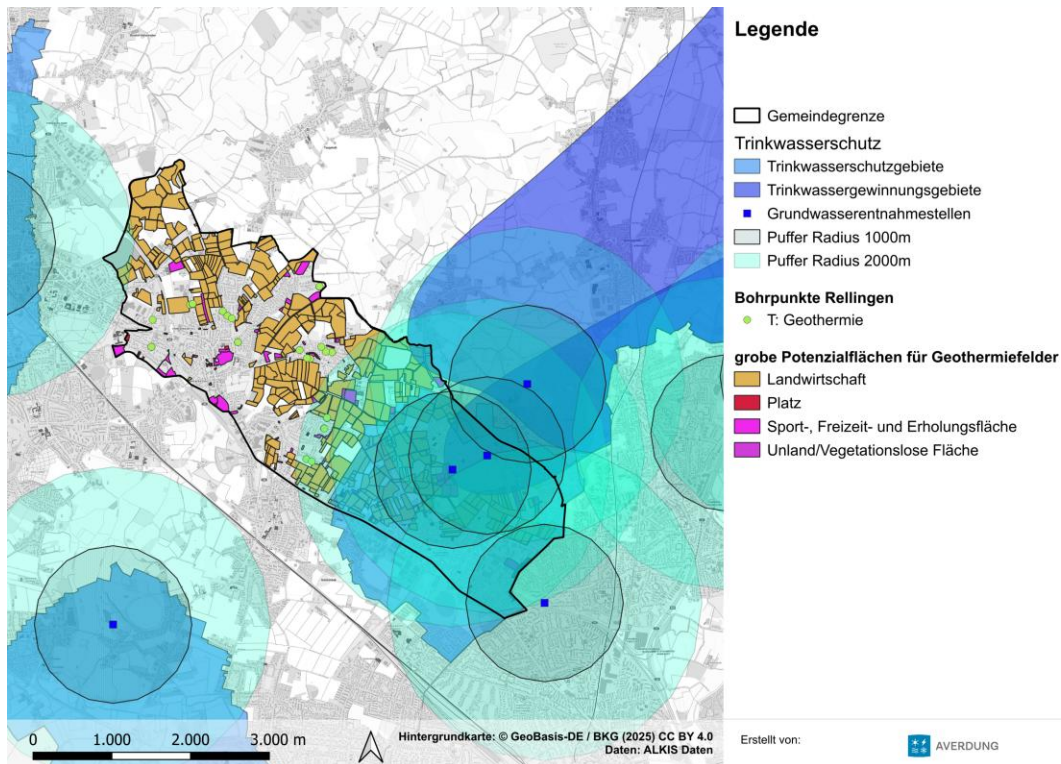 Legende
Gemeindegrenze
Trinkwasserschutz
Trinkwasserschutzgebiete
Trinkwassergewinnungsgebiete
Grundwasserentnahmestellen
Puffer Radius 1000m
Puffer Radius 2000m
Bohrpunkte Rellingen
T: Geothermie
grobe Potenzialflächen für Geothermiefelder
Landwirtschaft
Platz
Sport-, Freizeit- und Erholungsfläche
Unland/Vegetationslose Fläche
0 1.000 2.000 3.000 m
Hintergrundkarte: © GeoBasis-DE / BKG (2025) CC BY 4.0
Daten: ALKIS Daten
Erstellt von:
AVERDUNG